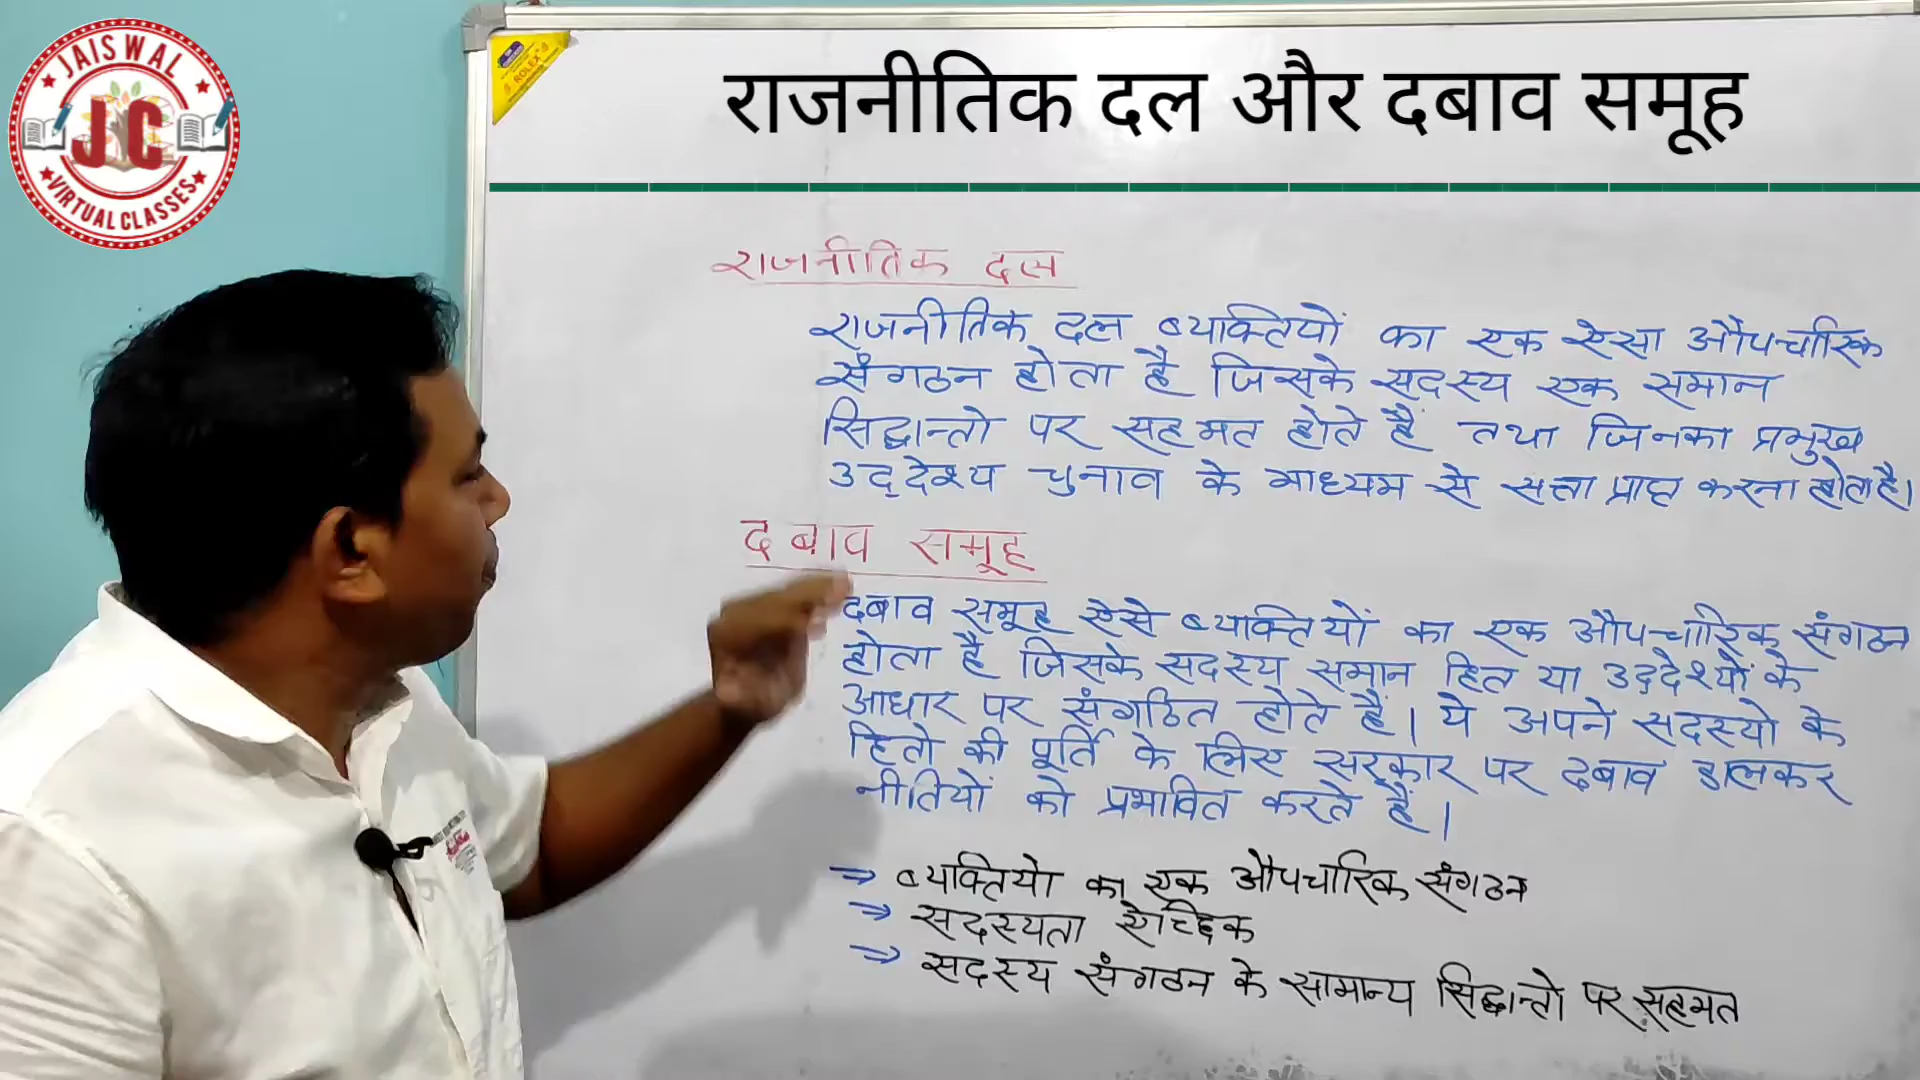 JAISWAL
JC
VIRTUAL CLASSES
ROLEX
राजनीतिक दल और दबाव समूह
राजनीतिक दल
राजनीतिक दल व्यक्तियों का एक ऐसा औपचारिक
संगठन होता है जिसके सदस्य एक समान
सिद्धान्तो पर सहमत होते हैं तथा जिनका प्रमुख
उद्देश्य चुनाव के माध्यम से सत्ता प्राप्त करना होता है।
दबाव समूह
दबाव समूह ऐसे व्यक्तियों का एक औपचारिक संगठन
होता है जिसके सदस्य समान हित या उद्देश्यों के
आधार पर संगठित होते हैं। ये अपने सदस्यो के
हितो की पूर्ति के लिए सरकार पर दबाव डालकर
नीतियों को प्रभावित करते हैं।
→ व्यक्तियो का एक औपचारिक संगठन
→ सदस्यता ऐच्छिक
→ सदस्य संगठन के सामान्य सिद्धान्तो पर सहमत